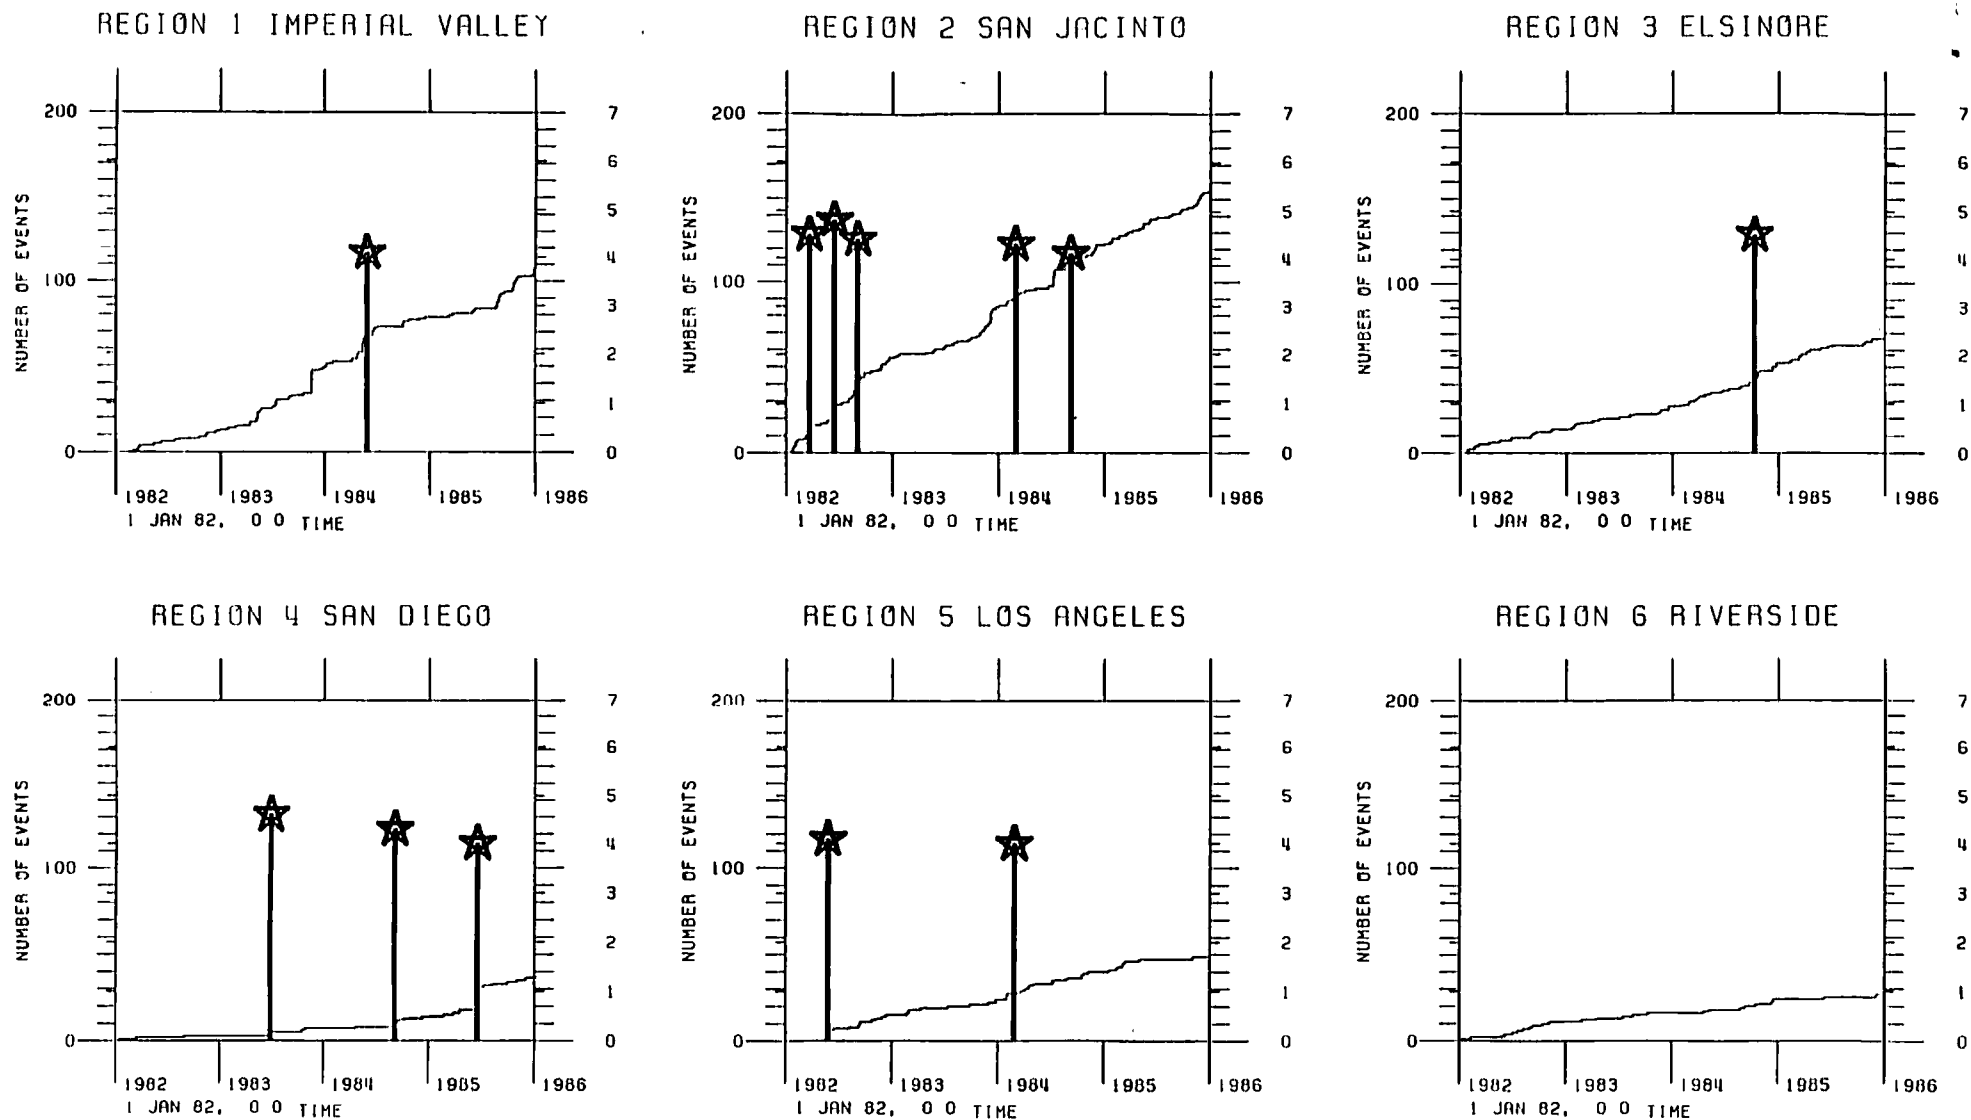 REGION 1 IMPERIAL VALLEY
200
100
0
NUMBER OF EVENTS
7
6
5
4
3
2
1
0
1982 1983 1984 1985 1986
1 JAN 82, 0 0 TIME
REGION 2 SAN JACINTO
200
100
0
NUMBER OF EVENTS
7
6
5
4
3
2
1
0
1982 1983 1984 1985 1986
1 JAN 82, 0 0 TIME
REGION 3 ELSINORE
200
100
0
NUMBER OF EVENTS
7
6
5
4
3
2
1
0
1982 1983 1984 1985 1986
1 JAN 82, 0 0 TIME
REGION 4 SAN DIEGO
200
100
0
NUMBER OF EVENTS
7
6
5
4
3
2
1
0
1982 1983 1984 1985 1986
1 JAN 82, 0 0 TIME
REGION 5 LOS ANGELES
200
100
0
NUMBER OF EVENTS
7
6
5
4
3
2
1
0
1982 1983 1984 1985 1986
1 JAN 82, 0 0 TIME
REGION 6 RIVERSIDE
200
100
0
NUMBER OF EVENTS
7
6
5
4
3
2
1
0
1982 1983 1984 1985 1986
1 JAN 82, 0 0 TIME